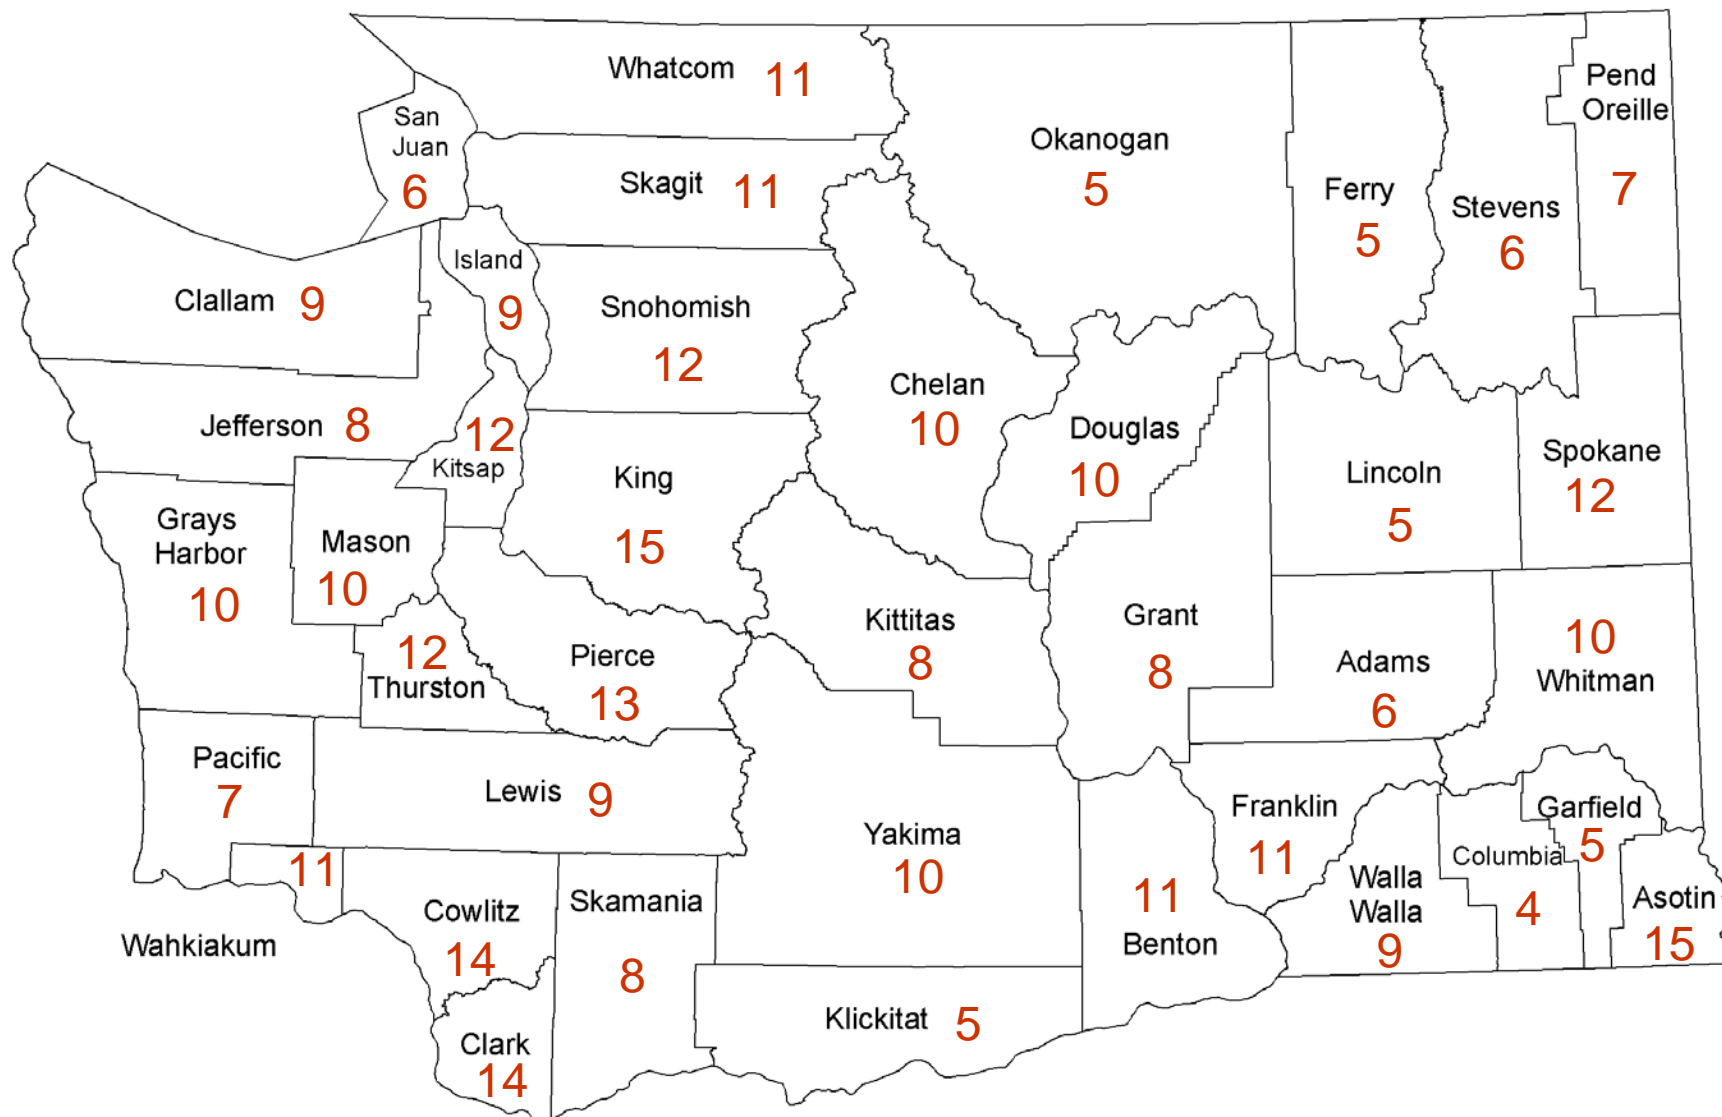 Whatcom 11
San
Juan
6
Skagit 11
Okanogan
5
Ferry
5
Stevens
6
Pend
Oreille
7
Clallam 9
Island
9
Snohomish
12
Chelan
10
Douglas
10
Jefferson 8
12
Kitsap
King
15
Lincoln
5
Spokane
12
Grays
Harbor
10
Mason
10
12
Thurston
Pierce
13
Kittitas
8
Grant
8
Adams
6
10
Whitman
Pacific
7
Lewis 9
Yakima
10
11
Benton
Franklin
11
Walla
Walla
9
Columbia
4
Garfield
5
Asotin
15
11
Wahkiakum
Cowlitz
14
Skamania
8
Clark
14
Klickitat 5